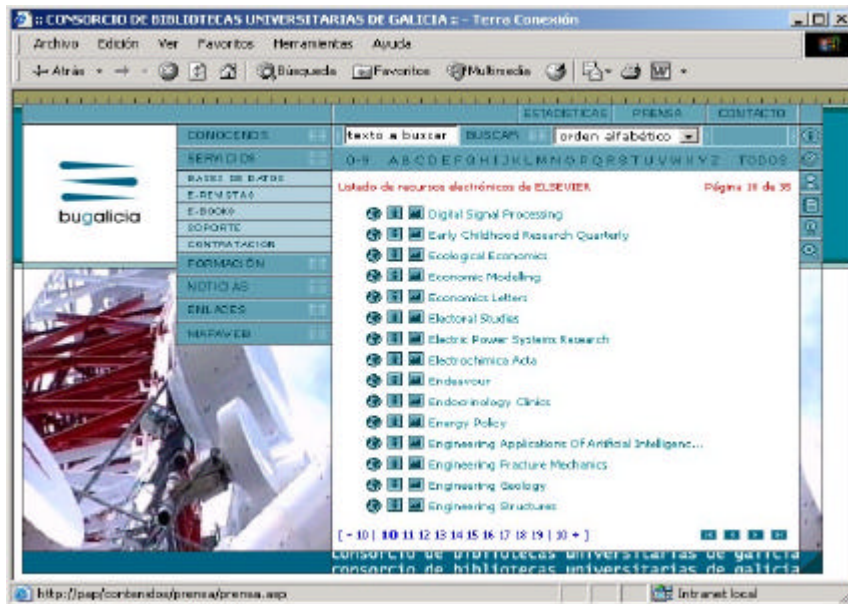 :: CONSORCIO DE BIBLIOTECAS UNIVERSITARIAS DE GALICIA :: - Terra Conexión
Archivo Edición Ver Favoritos Herramientas Ayuda
Atrás Búsqueda Favoritos Multimedia
ESTADISTICAS PRENSA CONTACTO
CONOCENOS texto a buscar BUSCAR orden alfabético
SERVICIOS 0-9 A B C D E F G H I J K L M N O P Q R S T U V W X Y Z TODOS
BASES DE DATOS
E-REVISTAS
E-BOOKS
SOPORTE
CONTRATACION
FORMACIÓN
NOTICIAS
ENLACES
MAPAWEB
bugalicia
Listado de recursos electrónicos de ELSEVIER Página 10 de 35
Digital Signal Processing
Early Childhood Research Quarterly
Ecological Economics
Economic Modelling
Economics Letters
Electoral Studies
Electric Power Systems Research
Electrochimica Acta
Endeavour
Endocrinology Clinics
Energy Policy
Engineering Applications Of Artificial Intelligenc...
Engineering Fracture Mechanics
Engineering Geology
Engineering Structures
[ - 10 | 10 11 12 13 14 15 16 17 18 19 | 10 + ]
consorcio de bibliotecas universitarias de galicia
consorcio de bibliotecas universitarias de galicia
http://pap/contenidos/prensa/prensa.asp Intranet local